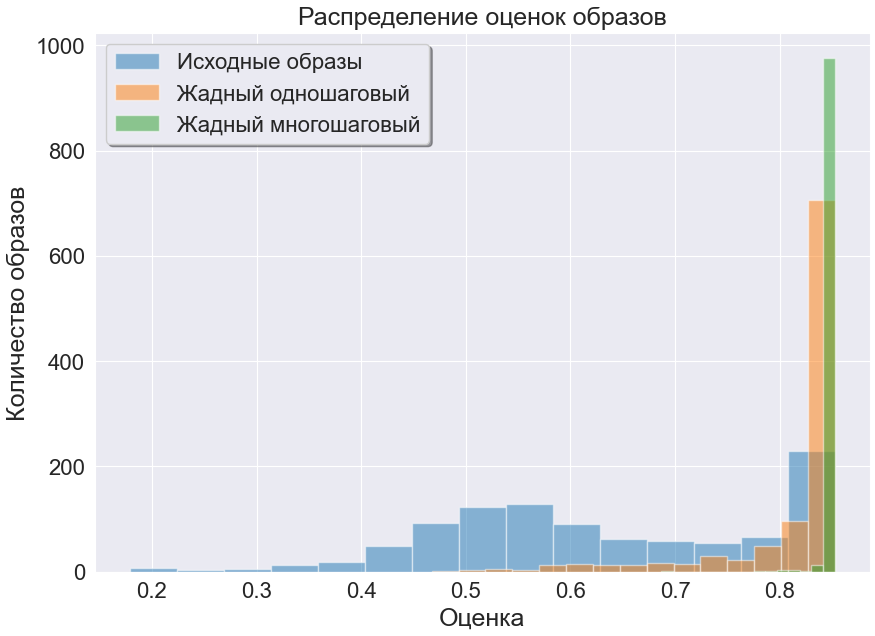 Распределение оценок образов
Исходные образы
Жадный одношаговый
Жадный многошаговый
Количество образов
1000
800
600
400
200
0
0.2 0.3 0.4 0.5 0.6 0.7 0.8
Оценка